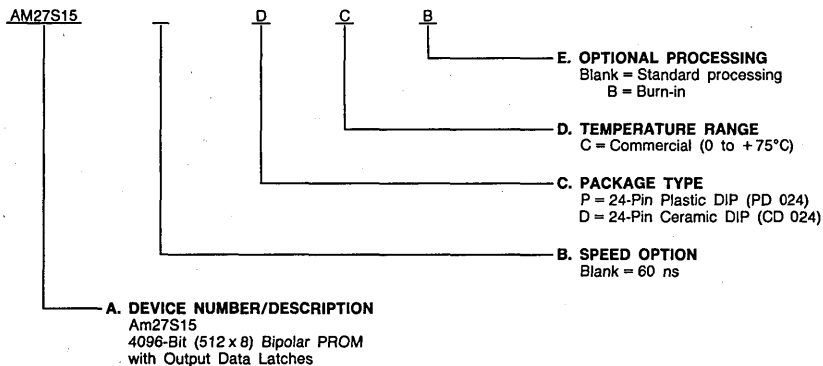 AM27S15 – D C B
E. OPTIONAL PROCESSING
Blank = Standard processing
B = Burn-in
D. TEMPERATURE RANGE
C = Commercial (0 to +75°C)
C. PACKAGE TYPE
P = 24-Pin Plastic DIP (PD 024)
D = 24-Pin Ceramic DIP (CD 024)
B. SPEED OPTION
Blank = 60 ns
A. DEVICE NUMBER/DESCRIPTION
Am27S15
4096-Bit (512 x 8) Bipolar PROM
with Output Data Latches